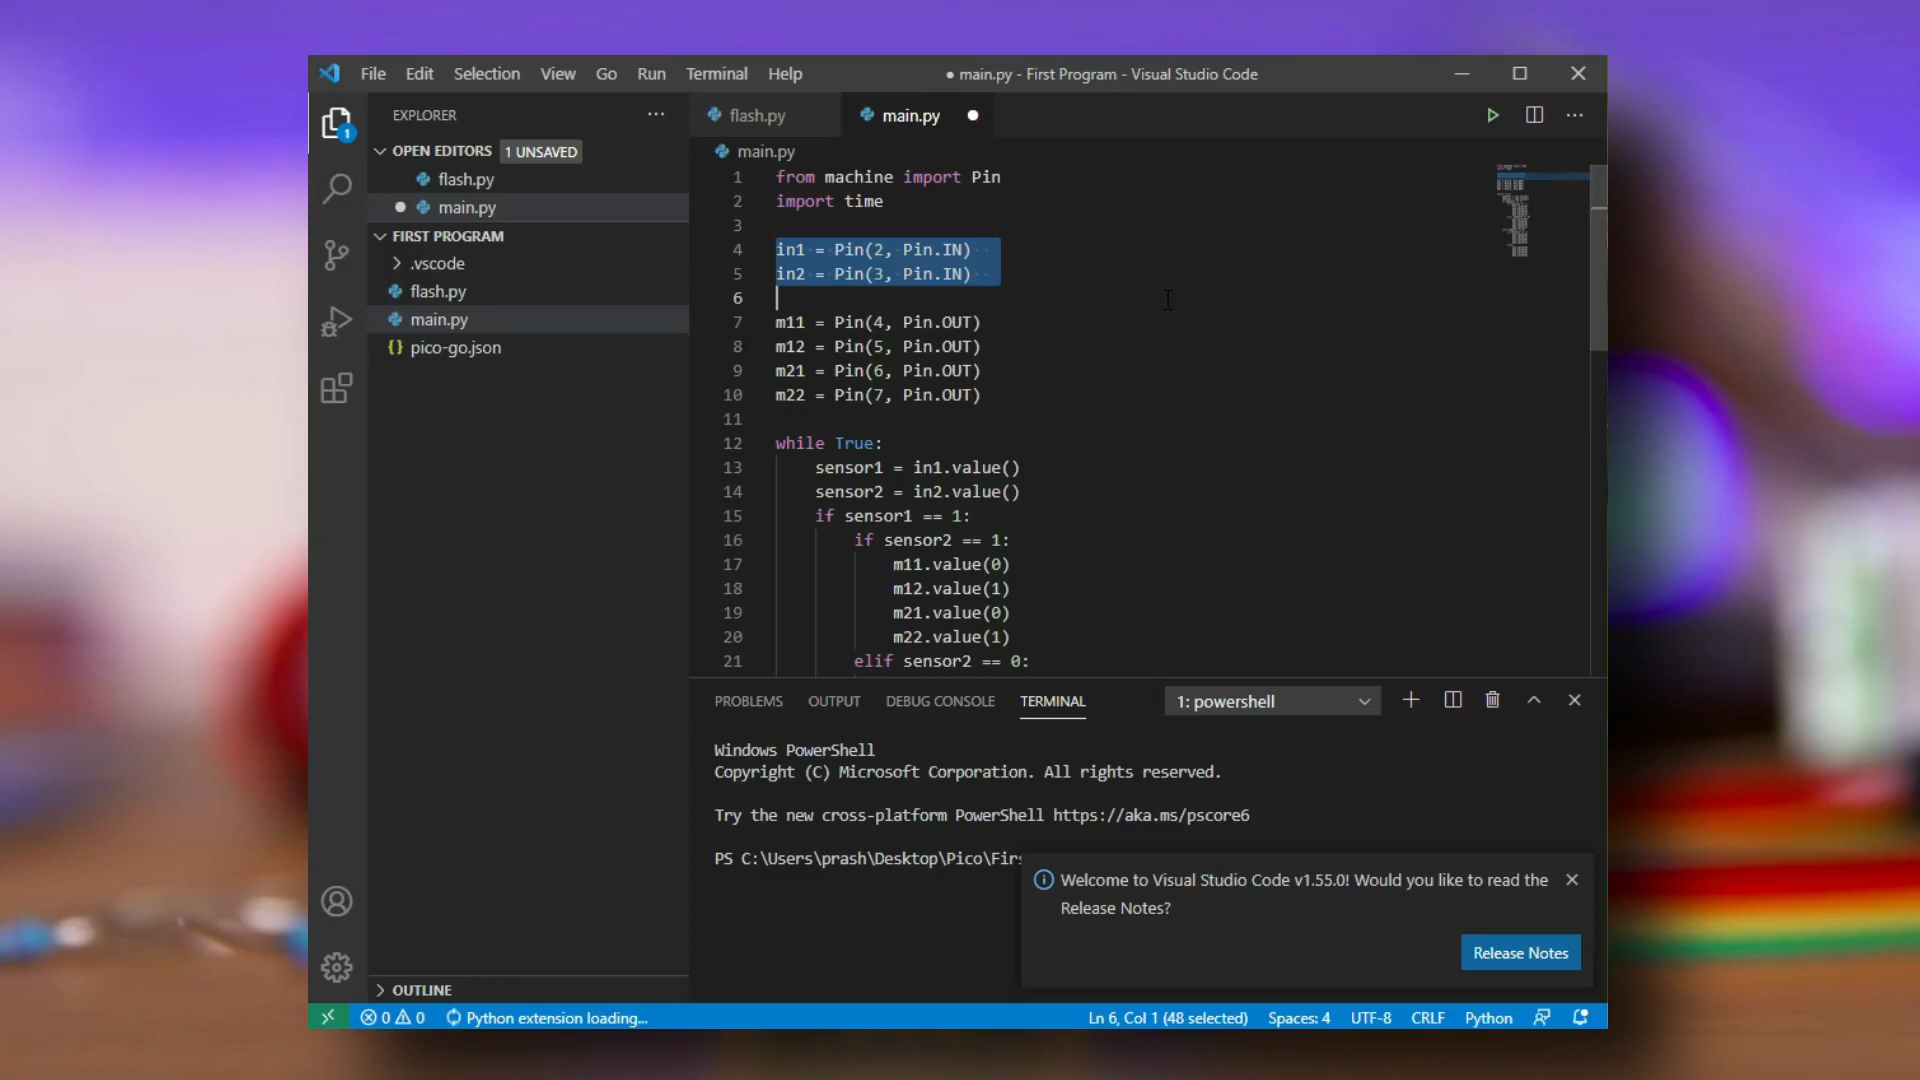 File Edit Selection View Go Run Terminal Help
● main.py - First Program - Visual Studio Code
EXPLORER
OPEN EDITORS 1 UNSAVED
flash.py
main.py
FIRST PROGRAM
.vscode
flash.py
main.py
pico-go.json
OUTLINE
1
flash.py main.py
main.py
1 from machine import Pin
2 import time
3
4 in1 = Pin(2, Pin.IN)
5 in2 = Pin(3, Pin.IN)
6
7 m11 = Pin(4, Pin.OUT)
8 m12 = Pin(5, Pin.OUT)
9 m21 = Pin(6, Pin.OUT)
10 m22 = Pin(7, Pin.OUT)
11
12 while True:
13 sensor1 = in1.value()
14 sensor2 = in2.value()
15 if sensor1 == 1:
16 if sensor2 == 1:
17 m11.value(0)
18 m12.value(1)
19 m21.value(0)
20 m22.value(1)
21 elif sensor2 == 0:
PROBLEMS OUTPUT DEBUG CONSOLE TERMINAL 1: powershell
Windows PowerShell
Copyright (C) Microsoft Corporation. All rights reserved.
Try the new cross-platform PowerShell https://aka.ms/pscore6
PS C:\Users\prash\Desktop\Pico\Firs
Welcome to Visual Studio Code v1.55.0! Would you like to read the
Release Notes?
Release Notes
0 0 Python extension loading... Ln 6, Col 1 (48 selected) Spaces: 4 UTF-8 CRLF Python